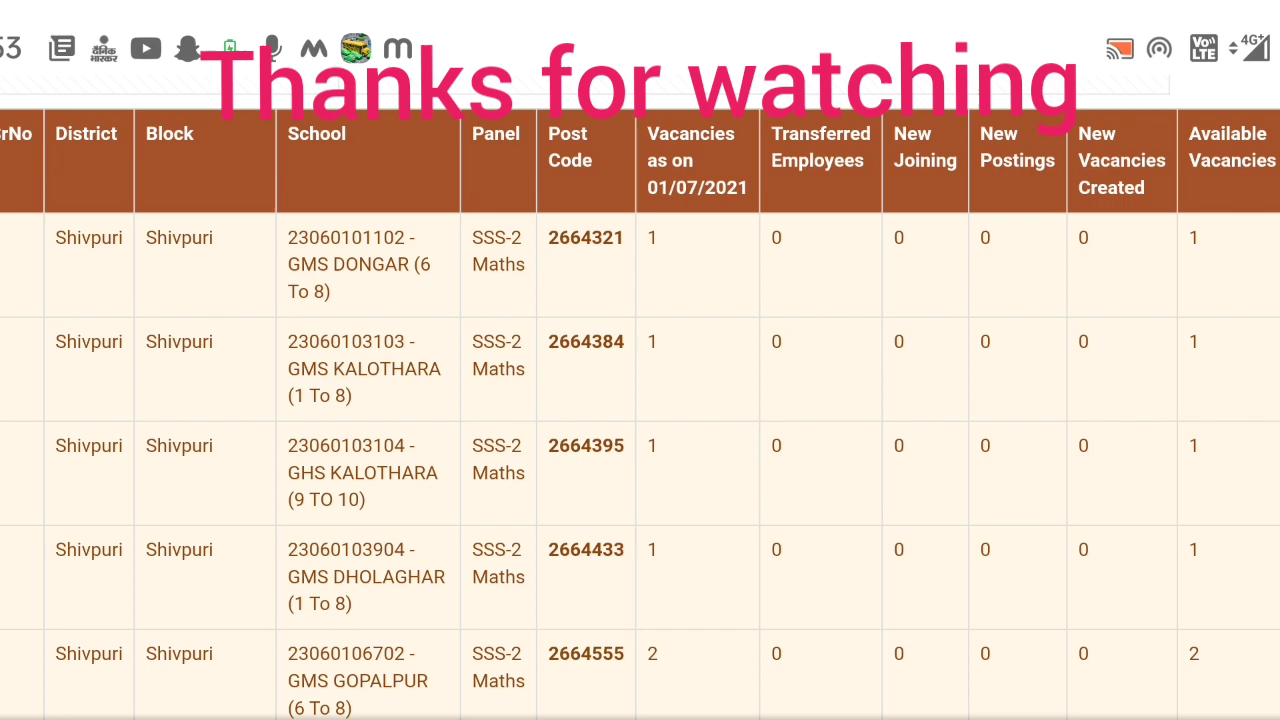 53 दैनिक भास्कर Vo)) LTE 4G+
Thanks for watching
rNo District Block School Panel Post Code Vacancies as on 01/07/2021 Transferred Employees New Joining New Postings New Vacancies Created Available Vacancies
Shivpuri Shivpuri 23060101102 - GMS DONGAR (6 To 8) SSS-2 Maths 2664321 1 0 0 0 0 1
Shivpuri Shivpuri 23060103103 - GMS KALOTHARA (1 To 8) SSS-2 Maths 2664384 1 0 0 0 0 1
Shivpuri Shivpuri 23060103104 - GHS KALOTHARA (9 TO 10) SSS-2 Maths 2664395 1 0 0 0 0 1
Shivpuri Shivpuri 23060103904 - GMS DHOLAGHAR (1 To 8) SSS-2 Maths 2664433 1 0 0 0 0 1
Shivpuri Shivpuri 23060106702 - GMS GOPALPUR (6 To 8) SSS-2 Maths 2664555 2 0 0 0 0 2